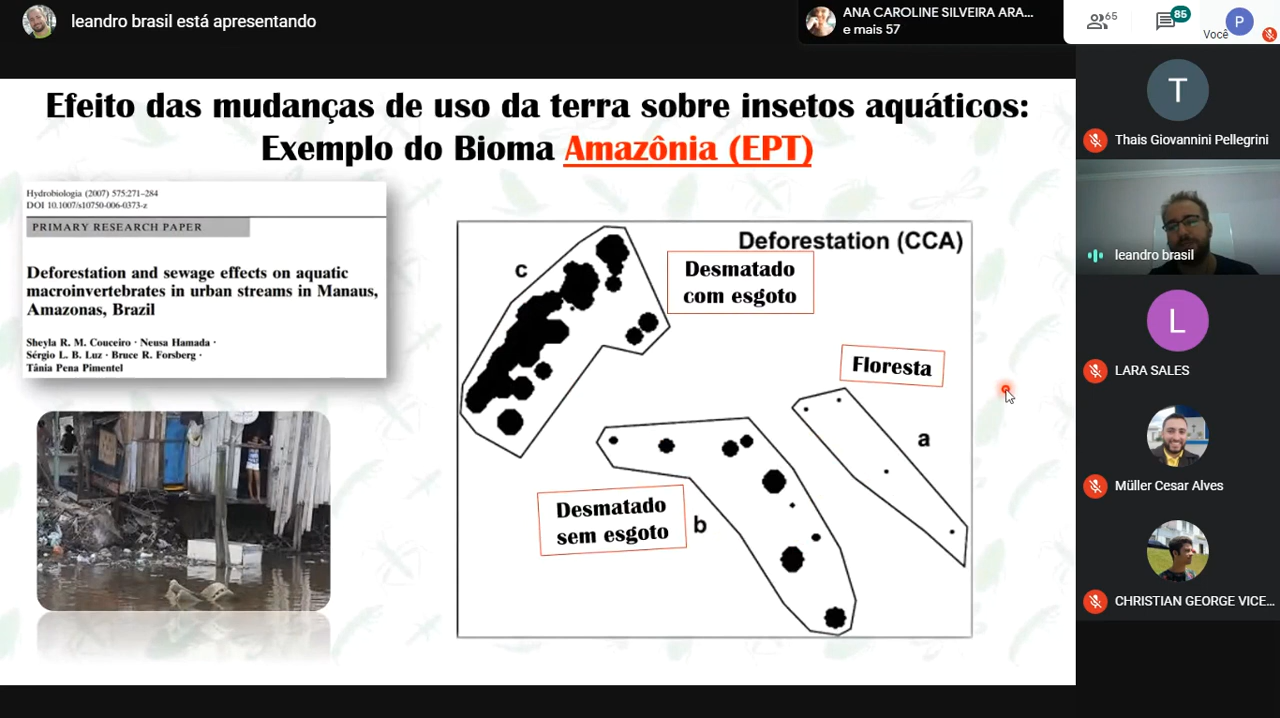 leandro brasil está apresentando
ANA CAROLINE SILVEIRA ARA...
e mais 57
65
85
P
Você
Efeito das mudanças de uso da terra sobre insetos aquáticos:
Exemplo do Bioma Amazônia (EPT)
Hydrobiologia (2007) 575:271–284
DOI 10.1007/s10750-006-0373-z
PRIMARY RESEARCH PAPER
Deforestation and sewage effects on aquatic
macroinvertebrates in urban streams in Manaus,
Amazonas, Brazil
Sheyla R. M. Couceiro · Neusa Hamada ·
Sérgio L. B. Luz · Bruce R. Forsberg ·
Tânia Pena Pimentel
Deforestation (CCA)
c
Desmatado
com esgoto
Floresta
a
Desmatado
sem esgoto
b
T
Thais Giovannini Pellegrini
leandro brasil
L
LARA SALES
Müller Cesar Alves
CHRISTIAN GEORGE VICE...